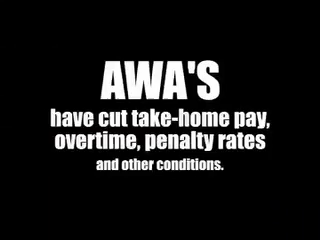 AWA'S
have cut take-home pay,
overtime, penalty rates
and other conditions.